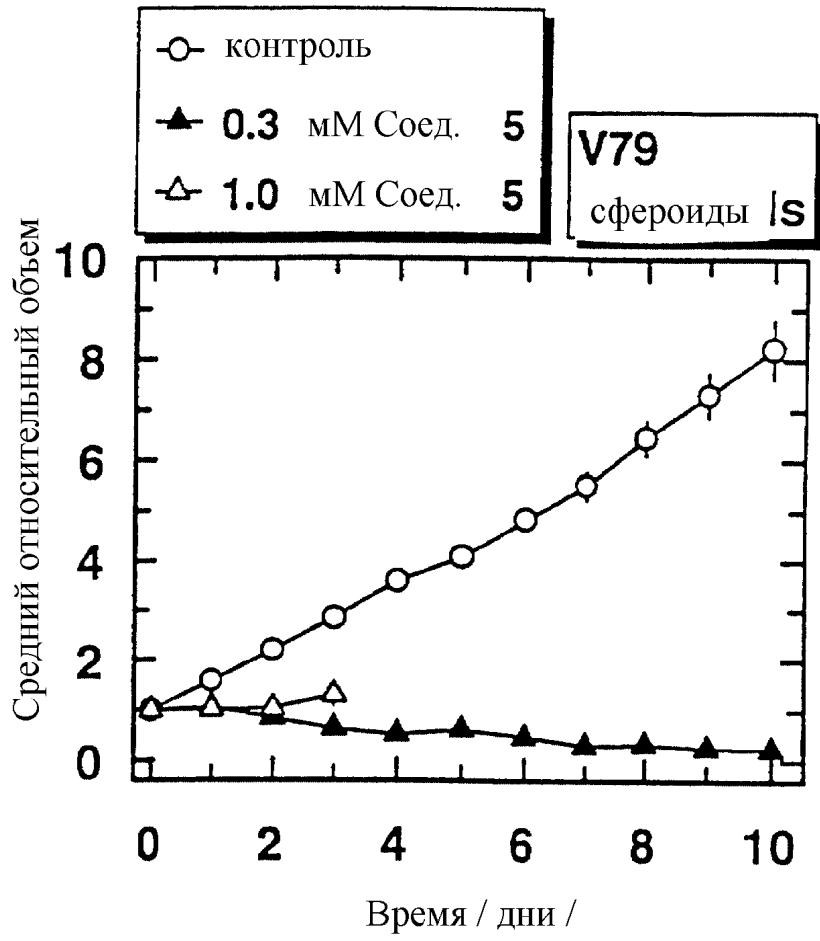 контроль
0.3 мМ Соед. 5
1.0 мМ Соед. 5
V79
сфероиды ls
Средний относительный объем
10
8
6
4
2
0
0 2 4 6 8 10
Время / дни /